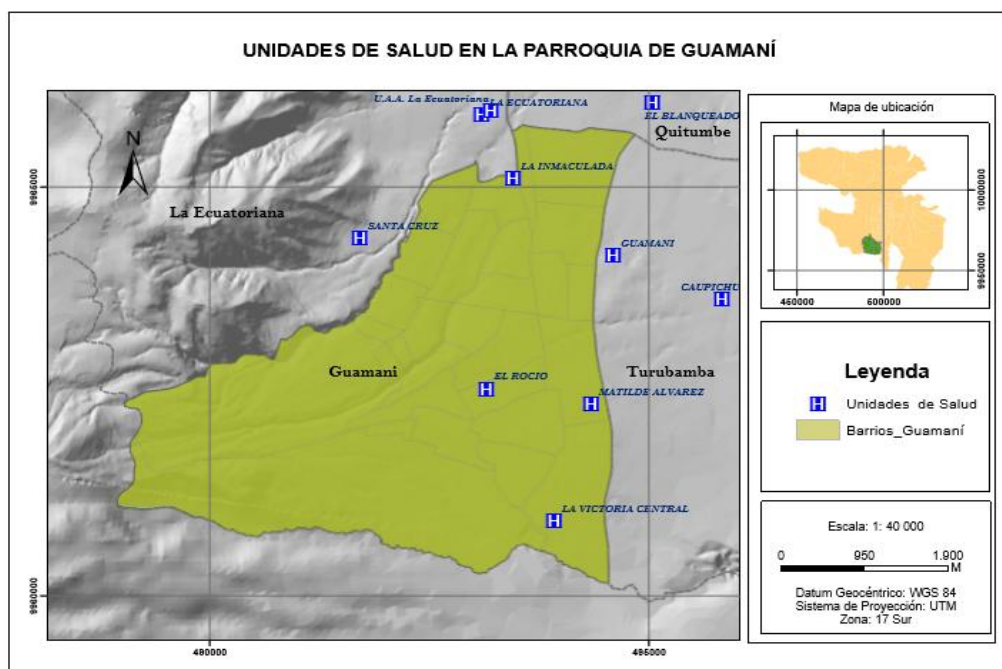 UNIDADES DE SALUD EN LA PARROQUIA DE GUAMANÍ
U.A.A. La Ecuatoriana
LA ECUATORIANA
EL BLANQUEADO
Quitumbe
N
LA INMACULADA
9965000
La Ecuatoriana
SANTA CRUZ
GUAMANI
CAUPICHU
Guamani
EL ROCIO
Turubamba
MATILDE ALVAREZ
LA VICTORIA CENTRAL
9960000
490000
495000
Mapa de ubicación
10000000
9950000
450000
600000
Leyenda
H Unidades de Salud
Barrios_Guamaní
Escala: 1: 40 000
0 950 1.900
M
Datum Geocéntrico: WGS 84
Sistema de Proyección: UTM
Zona: 17 Sur